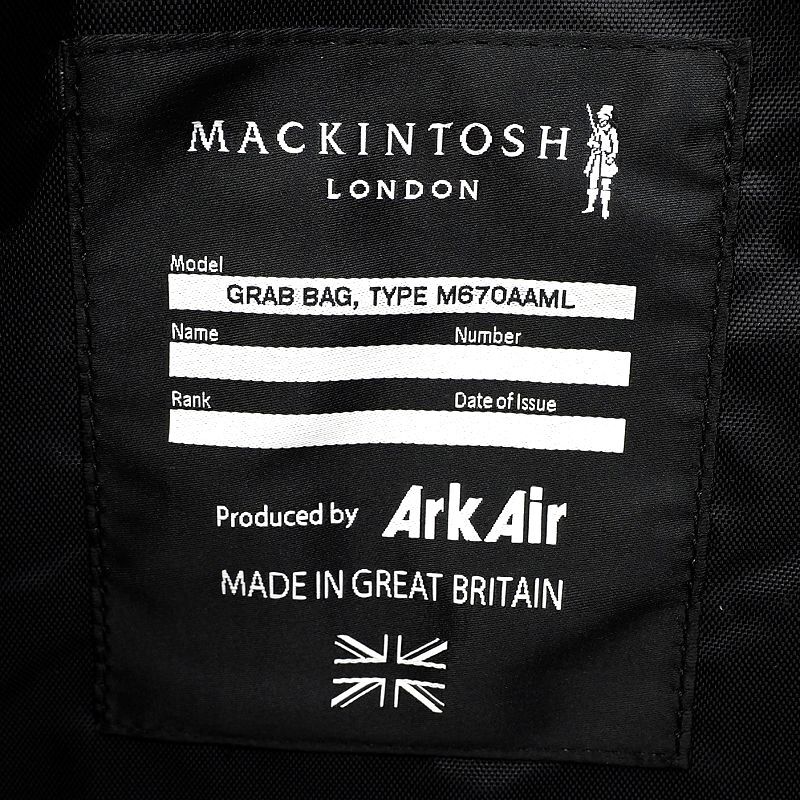 MACKINTOSH
LONDON
Model
GRAB BAG, TYPE M670AAML
Name Number
Rank Date of Issue
Produced by ArkAir
MADE IN GREAT BRITAIN